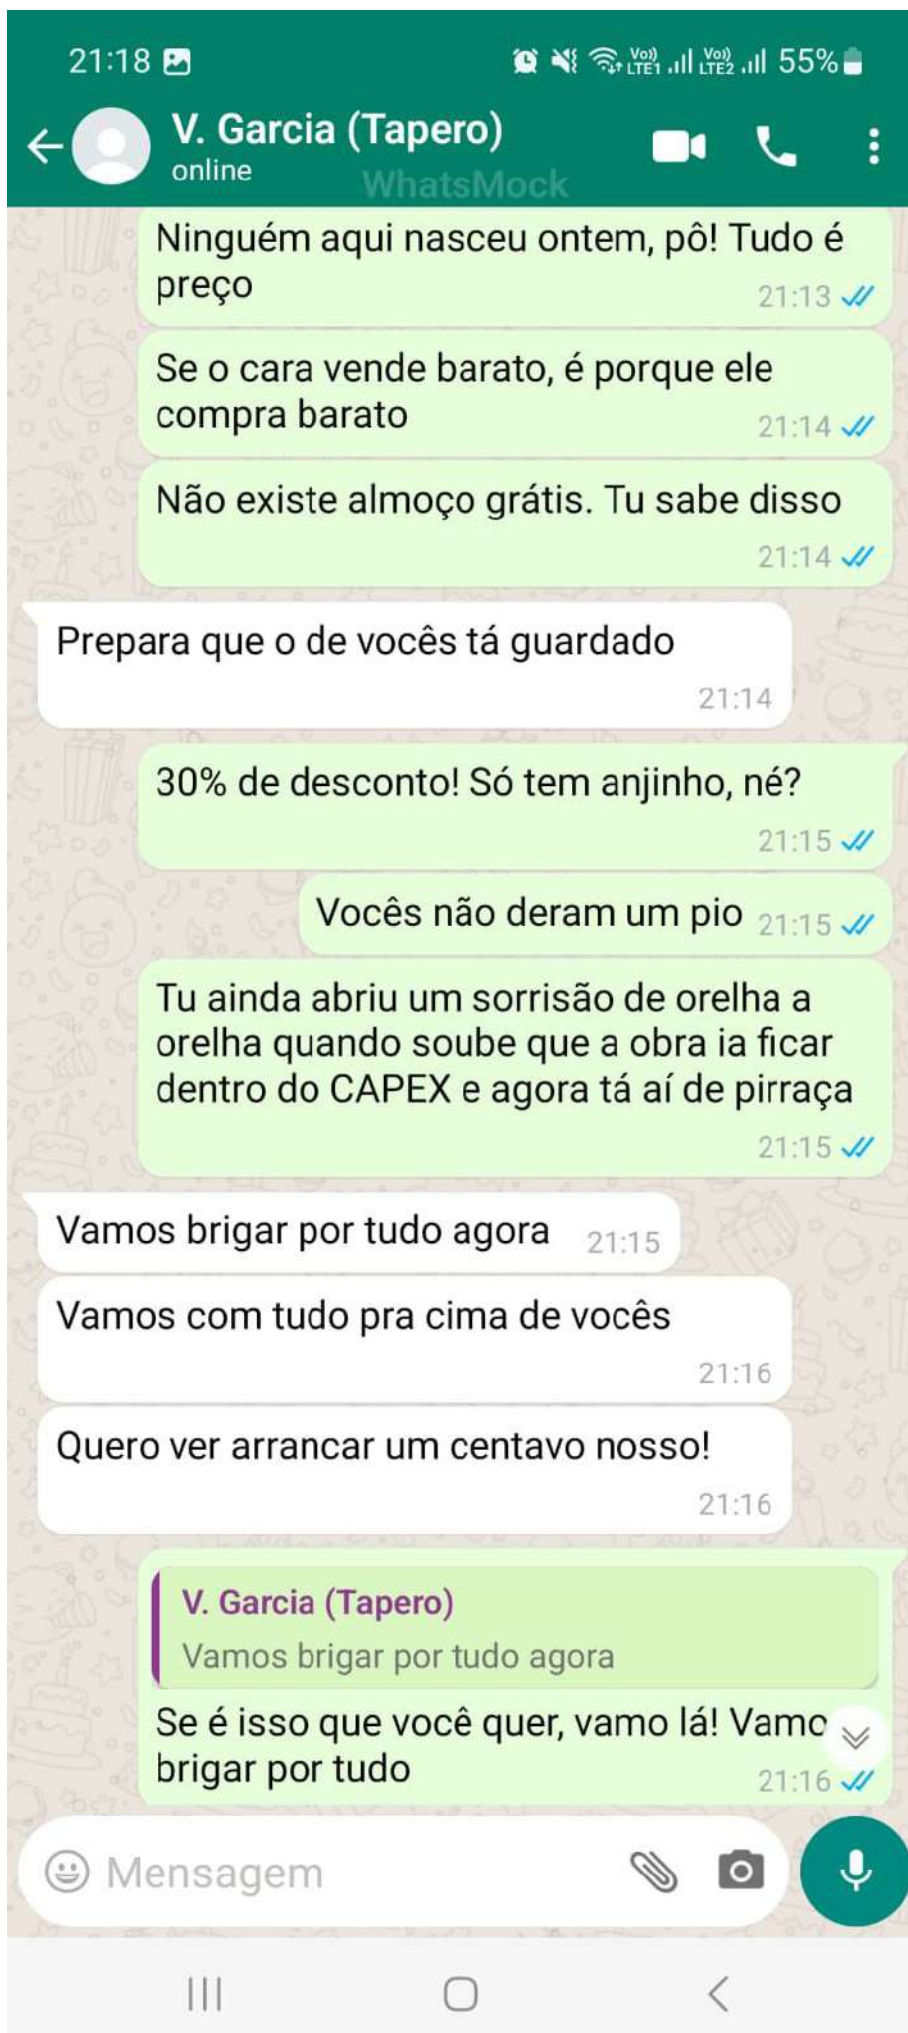 21:18 55%
Vo)) LTE1 Vo)) LTE2
V. Garcia (Tapero)
online
WhatsMock
Ninguém aqui nasceu ontem, pô! Tudo é
preço
21:13
Se o cara vende barato, é porque ele
compra barato
21:14
Não existe almoço grátis. Tu sabe disso
21:14
Prepara que o de vocês tá guardado
21:14
30% de desconto! Só tem anjinho, né?
21:15
Vocês não deram um pio 21:15
Tu ainda abriu um sorrisão de orelha a
orelha quando soube que a obra ia ficar
dentro do CAPEX e agora tá aí de pirraça
21:15
Vamos brigar por tudo agora 21:15
Vamos com tudo pra cima de vocês
21:16
Quero ver arrancar um centavo nosso!
21:16
V. Garcia (Tapero)
Vamos brigar por tudo agora
Se é isso que você quer, vamo lá! Vamo
brigar por tudo
21:16
Mensagem